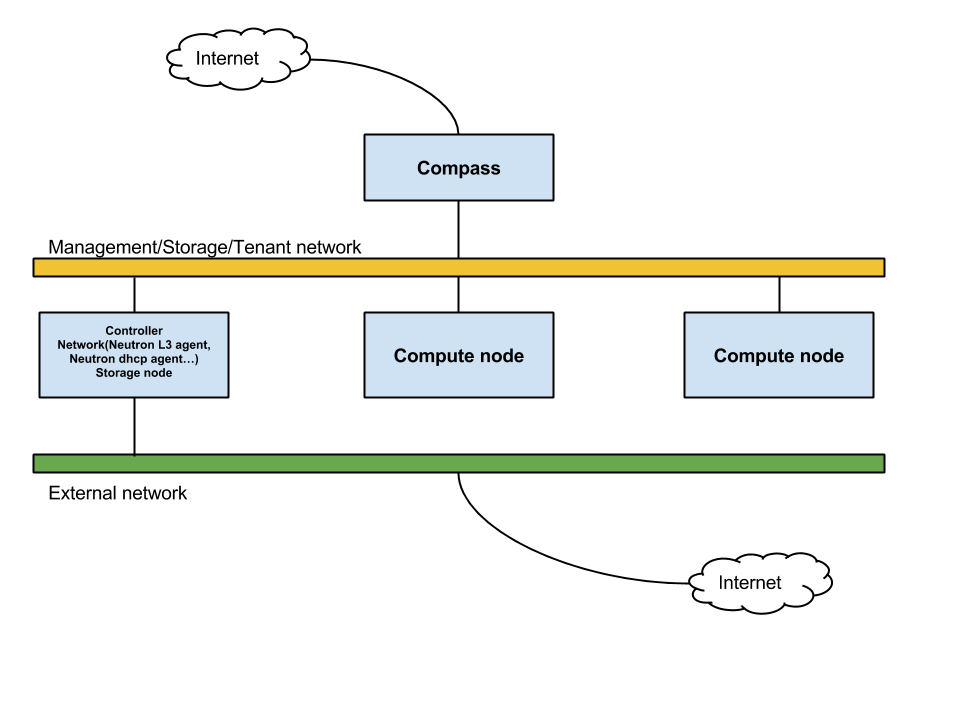 Internet
Compass
Management/Storage/Tenant network
Controller
Network(Neutron L3 agent,
Neutron dhcp agent...)
Storage node
Compute node
Compute node
External network
Internet